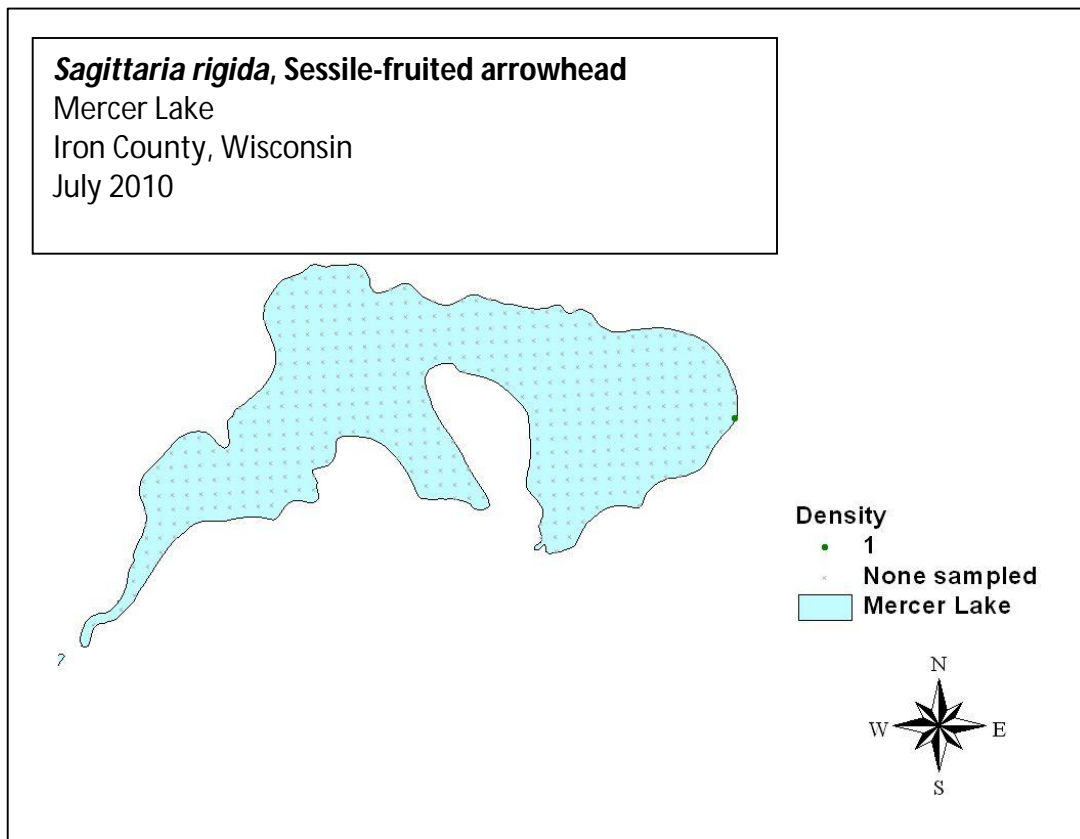 Sagittaria rigida, Sessile-fruited arrowhead
Mercer Lake
Iron County, Wisconsin
July 2010
Density
1
None sampled
Mercer Lake
N
W E
S